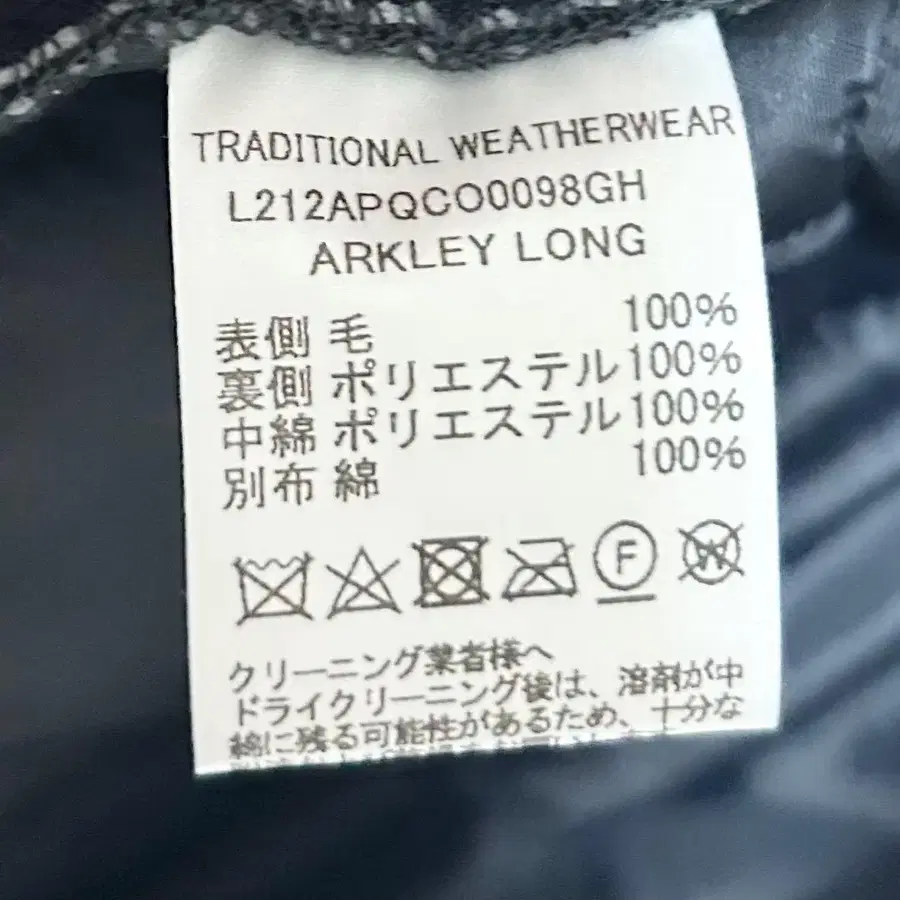 TRADITIONAL WEATHERWEAR
L212APQCO0098GH
ARKLEY LONG
表側 毛 100%
裏側 ポリエステル 100%
中綿 ポリエステル 100%
別布 綿 100%
F W
クリーニング業者様へ
ドライクリーニング後は、溶剤が中
綿に残る可能性があるため、十分な